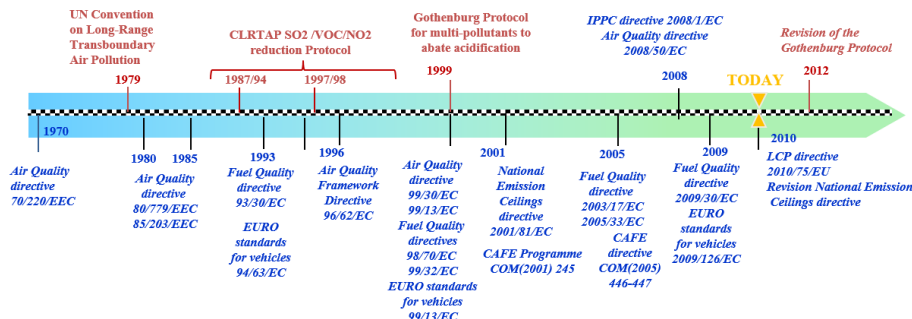 UN Convention
on Long-Range
Transboundary
Air Pollution
1979
CLRTAP SO2 /VOC/NO2
reduction Protocol
1987/94
1997/98
Gothenburg Protocol
for multi-pollutants to
abate acidification
1999
IPPC directive 2008/1/EC
Air Quality directive
2008/50/EC
2008
TODAY
Revision of the
Gothenburg Protocol
2012
1970
Air Quality
directive
70/220/EEC
1980
1985
Air Quality
directive
80/779/EEC
85/203/EEC
1993
Fuel Quality
directive
93/30/EC
EURO
standards
for vehicles
94/63/EC
1996
Air Quality
Framework
Directive
96/62/EC
Air Quality
directive
99/30/EC
99/13/EC
Fuel Quality
directives
98/70/EC
99/32/EC
EURO standards
for vehicles
99/13/EC
2001
National
Emission
Ceilings
directive
2001/81/EC
CAFE Programme
COM(2001) 245
2005
Fuel Quality
directive
2003/17/EC
2005/33/EC
CAFE
directive
COM(2005)
446-447
2009
Fuel Quality
directive
2009/30/EC
EURO
standards
for vehicles
2009/126/EC
2010
LCP directive
2010/75/EU
Revision National Emission
Ceilings directive